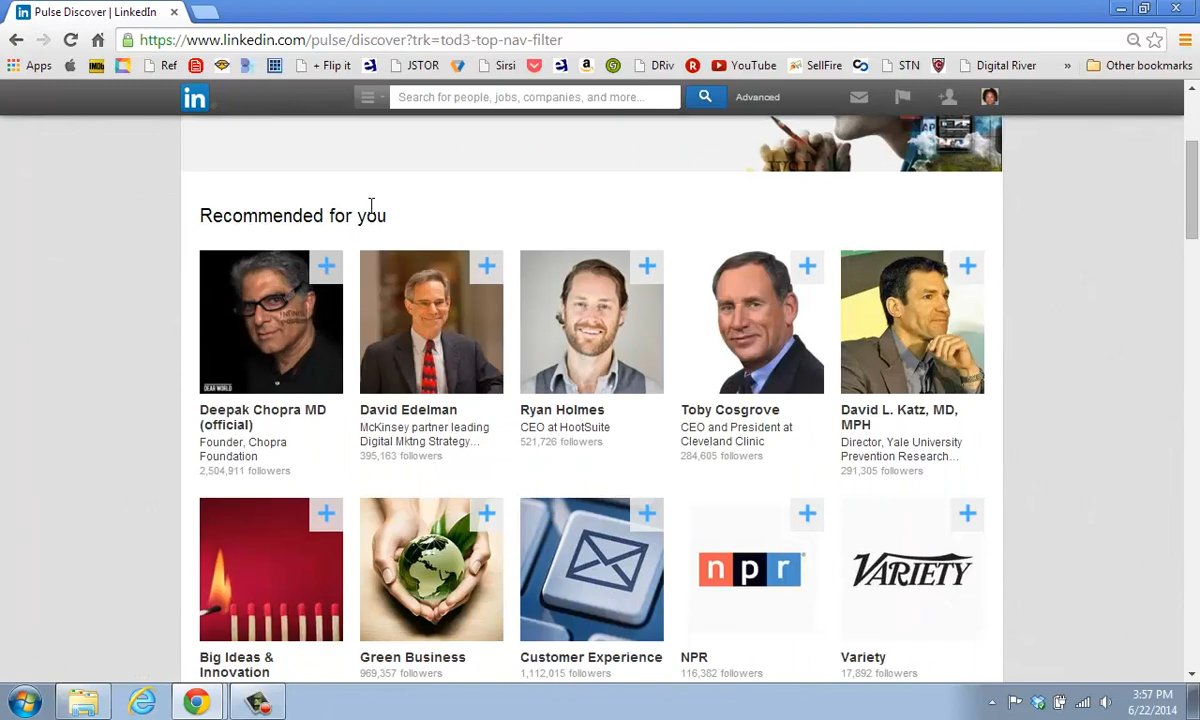 Pulse Discover | LinkedIn
https://www.linkedin.com/pulse/discover?trk=tod3-top-nav-filter
Apps IMDb Ref + Flip it JSTOR Sirsi DRiv YouTube SellFire STN Digital River » Other bookmarks
in Search for people, jobs, companies, and more... Advanced
Recommended for you
DEAR WORLD
Deepak Chopra MD (official)
Founder, Chopra Foundation
2,504,911 followers
David Edelman
McKinsey partner leading
Digital Mktng Strategy...
395,163 followers
Ryan Holmes
CEO at HootSuite
521,726 followers
Toby Cosgrove
CEO and President at
Cleveland Clinic
284,605 followers
David L. Katz, MD,
MPH
Director, Yale University
Prevention Research...
291,305 followers
npr
VARIETY
Big Ideas &
Innovation
Green Business
969,357 followers
Customer Experience
1,112,015 followers
NPR
116,382 followers
Variety
17,892 followers
3:57 PM
6/22/2014